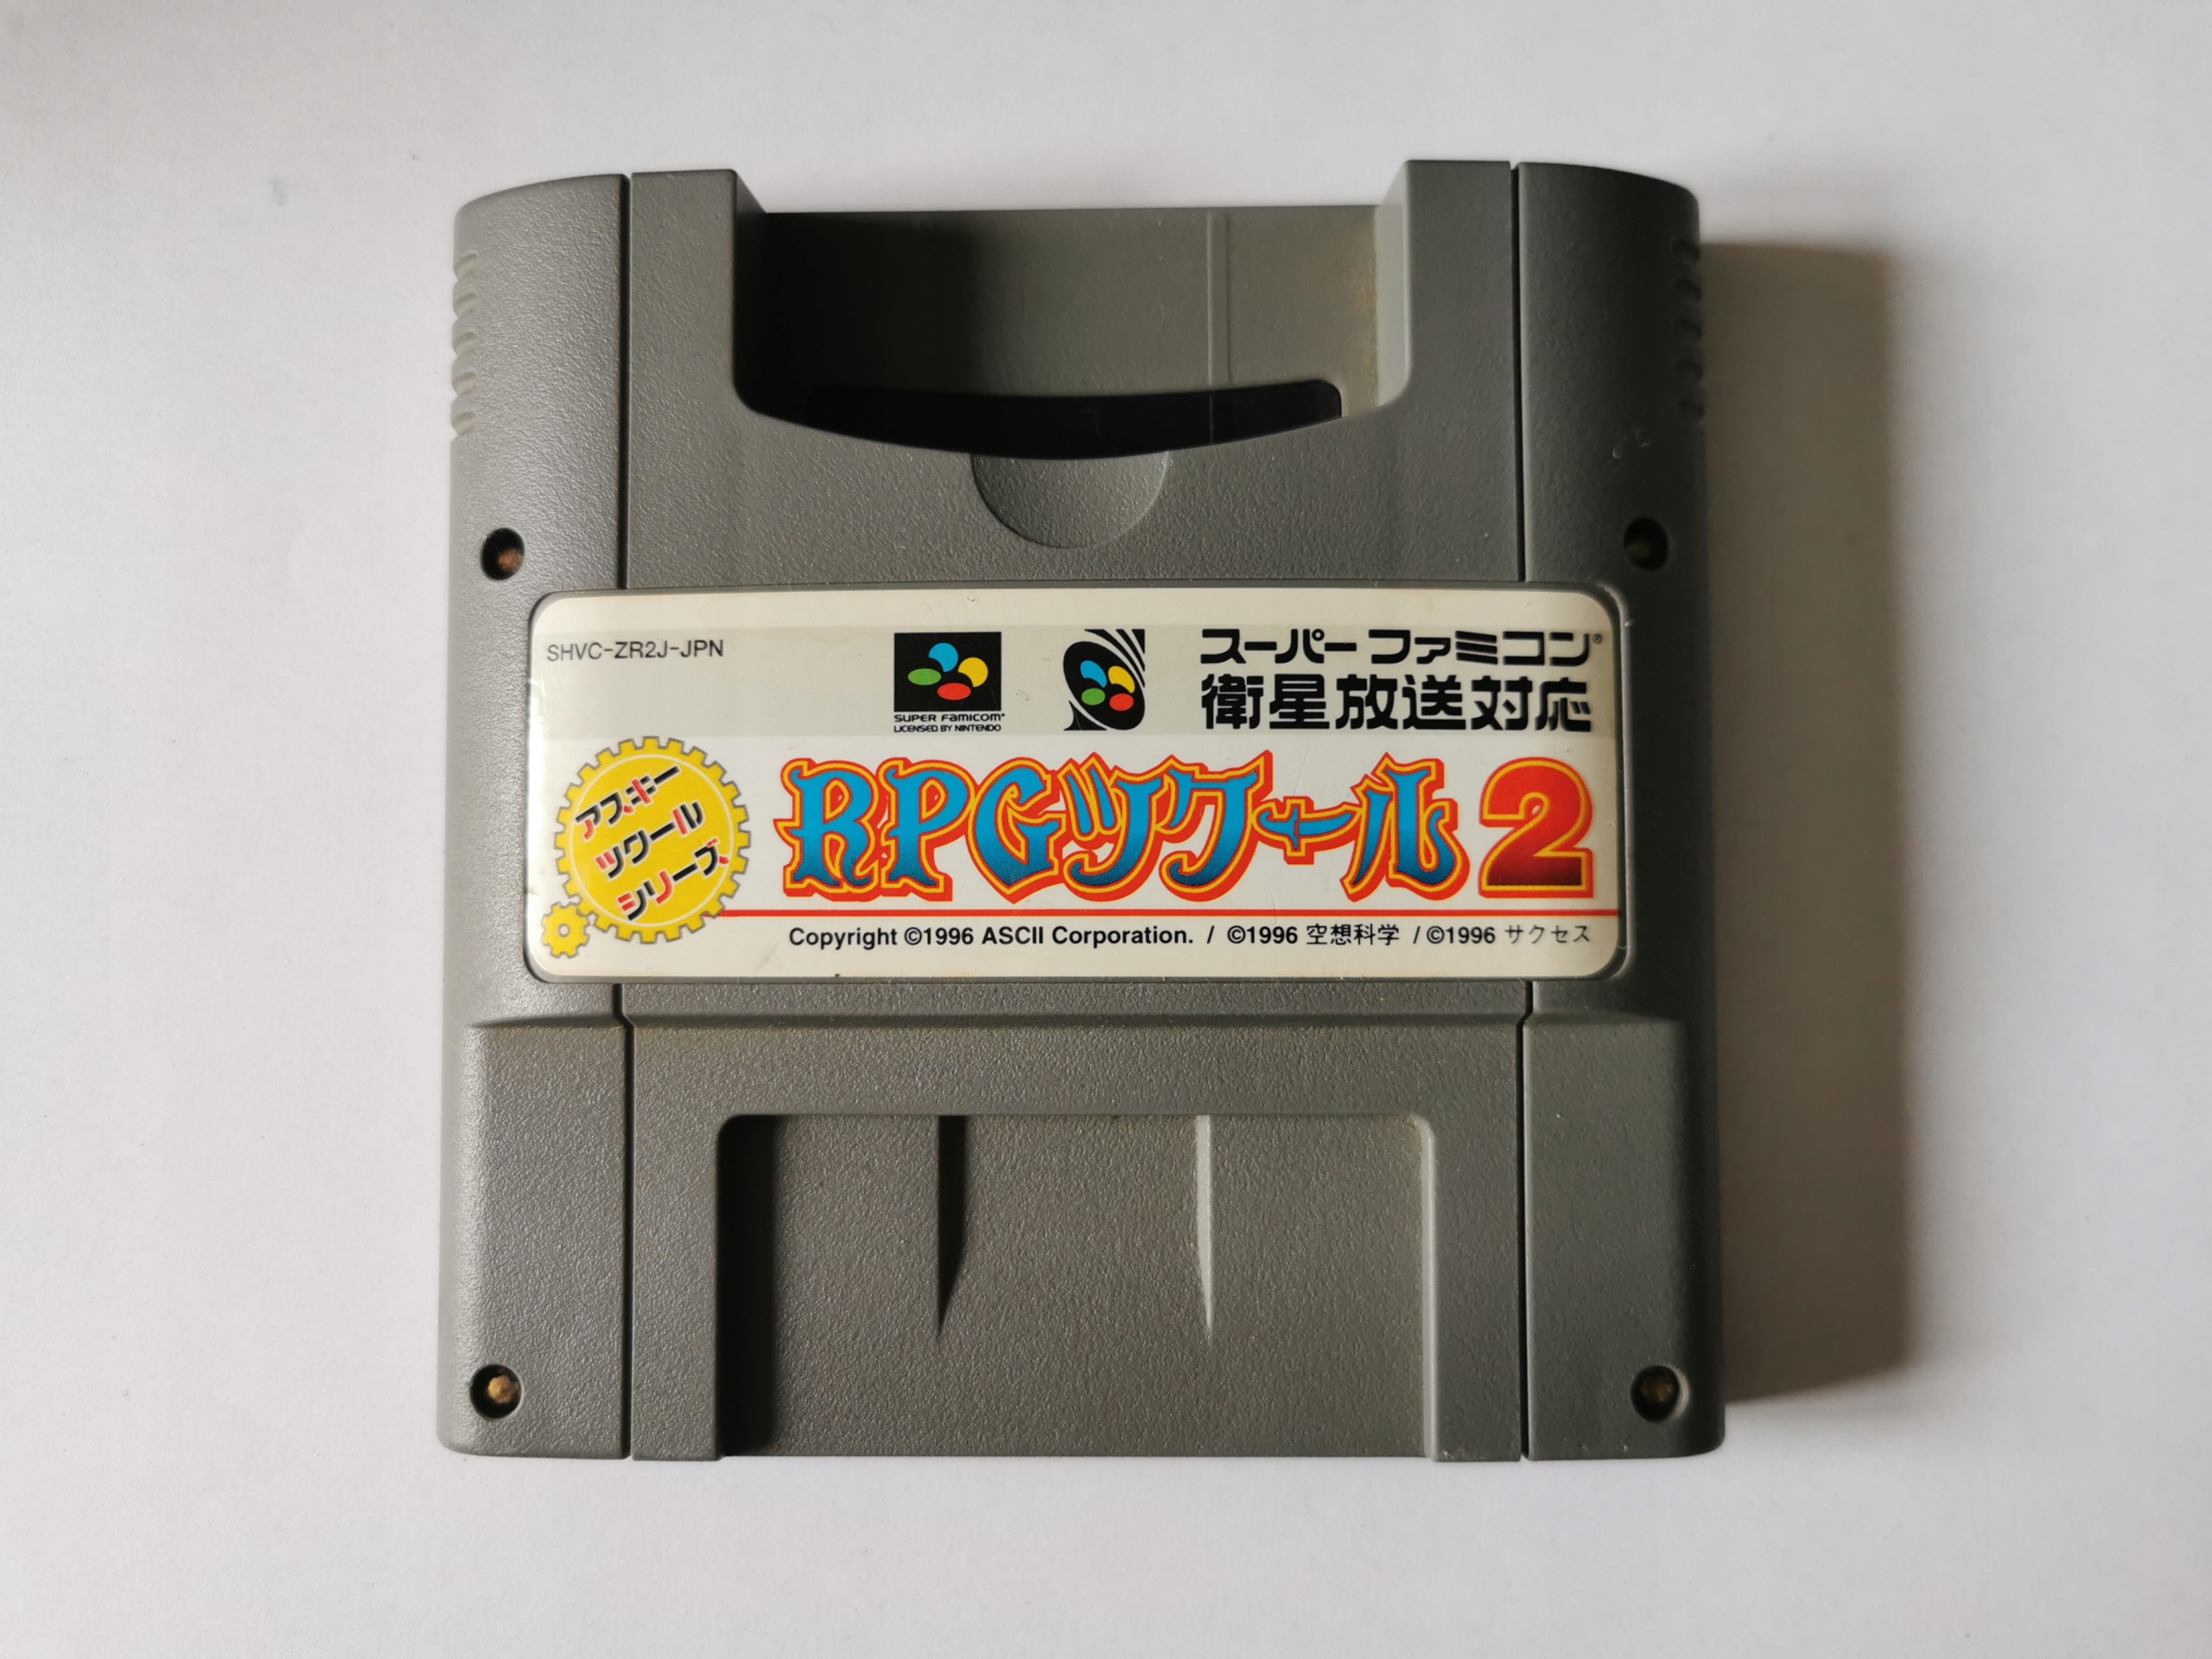 SHVC-ZR2J-JPN
SUPER FAMICOM®
LICENSED BY NINTENDO
スーパーファミコン®
衛星放送対応
アスキー
ツクール
シリーズ
RPGツクール2
Copyright ©1996 ASCII Corporation. / ©1996 空想科学 / ©1996 サクセス